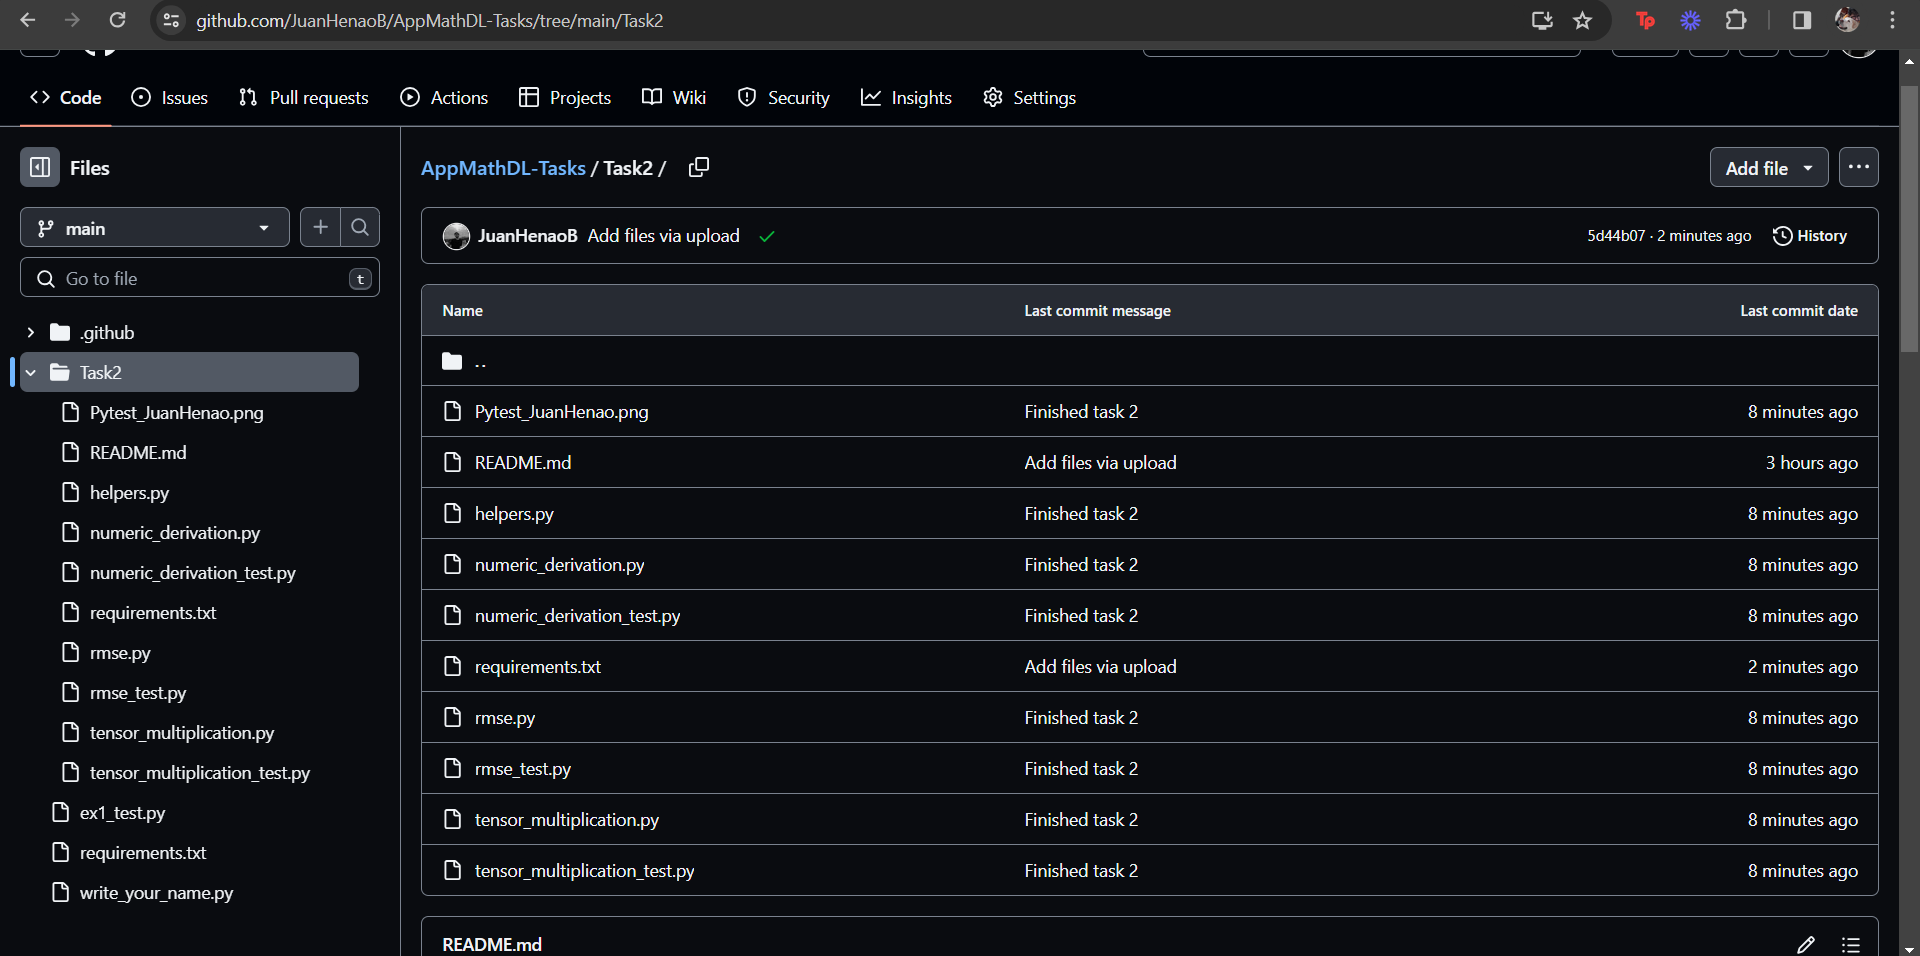 github.com/JuanHenaoB/AppMathDL-Tasks/tree/main/Task2
Code Issues Pull requests Actions Projects Wiki Security Insights Settings
Files
main
Go to file t
.github
Task2
Pytest_JuanHenao.png
README.md
helpers.py
numeric_derivation.py
numeric_derivation_test.py
requirements.txt
rmse.py
rmse_test.py
tensor_multiplication.py
tensor_multiplication_test.py
ex1_test.py
requirements.txt
write_your_name.py
AppMathDL-Tasks / Task2 /
Add file
JuanHenaoB Add files via upload 5d44b07 · 2 minutes ago History
Name Last commit message Last commit date
..
Pytest_JuanHenao.png Finished task 2 8 minutes ago
README.md Add files via upload 3 hours ago
helpers.py Finished task 2 8 minutes ago
numeric_derivation.py Finished task 2 8 minutes ago
numeric_derivation_test.py Finished task 2 8 minutes ago
requirements.txt Add files via upload 2 minutes ago
rmse.py Finished task 2 8 minutes ago
rmse_test.py Finished task 2 8 minutes ago
tensor_multiplication.py Finished task 2 8 minutes ago
tensor_multiplication_test.py Finished task 2 8 minutes ago
README.md